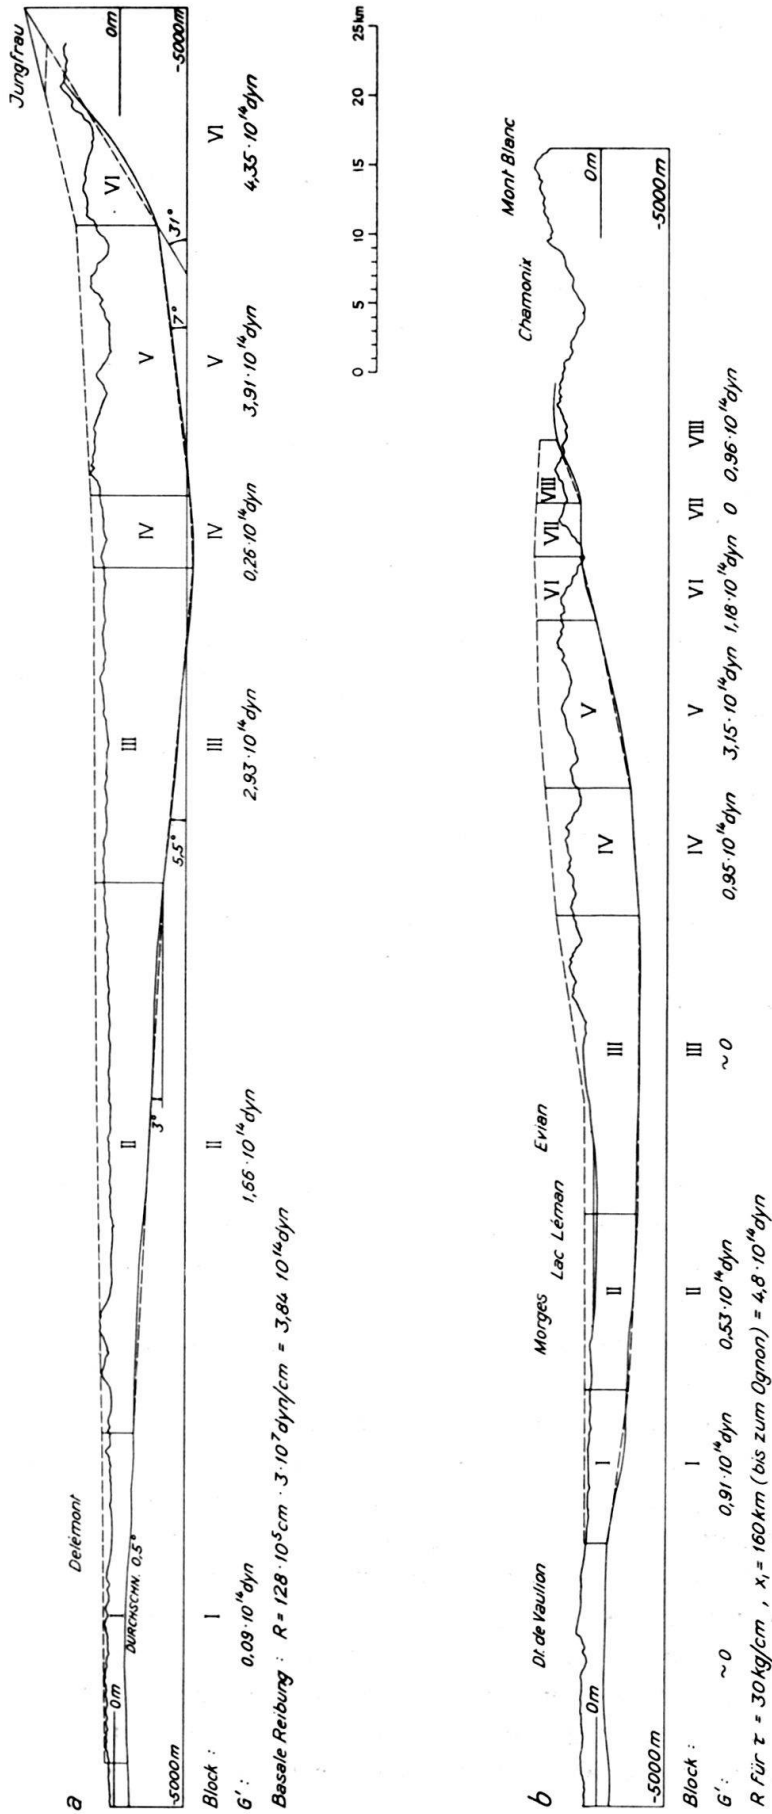 a
Delémont
Jungfrau
0m
0m
-5000m
-5000m
DURCHSCHN. 0,5°
3°
5,5°
7°
31°
II
III
IV
V
VI
Block : I II III IV V VI
G' : 0,09·10¹⁴dyn 1,66·10¹⁴dyn 2,93·10¹⁴dyn 0,26·10¹⁴dyn 3,91·10¹⁴dyn 4,35·10¹⁴dyn
Basale Reibung : R = 128·10⁵cm · 3·10⁷dyn/cm = 3,84 10¹⁴dyn
0 5 10 15 20 25km
b
Dt. de Vaulion Morges Lac Léman Evian Chamonix Mont Blanc
0m
0m
-5000m
-5000m
I
II
III
IV
V
VI
VII
VIII
Block : I II III IV V VI VII VIII
G' : ~0 0,91·10¹⁴dyn 0,53·10¹⁴dyn ~0 0,95·10¹⁴dyn 3,15·10¹⁴dyn 1,18·10¹⁴dyn 0 0,96·10¹⁴dyn
R für τ = 30kg/cm , x₁ = 160km (bis zum Ognon) = 4,8·10¹⁴dyn